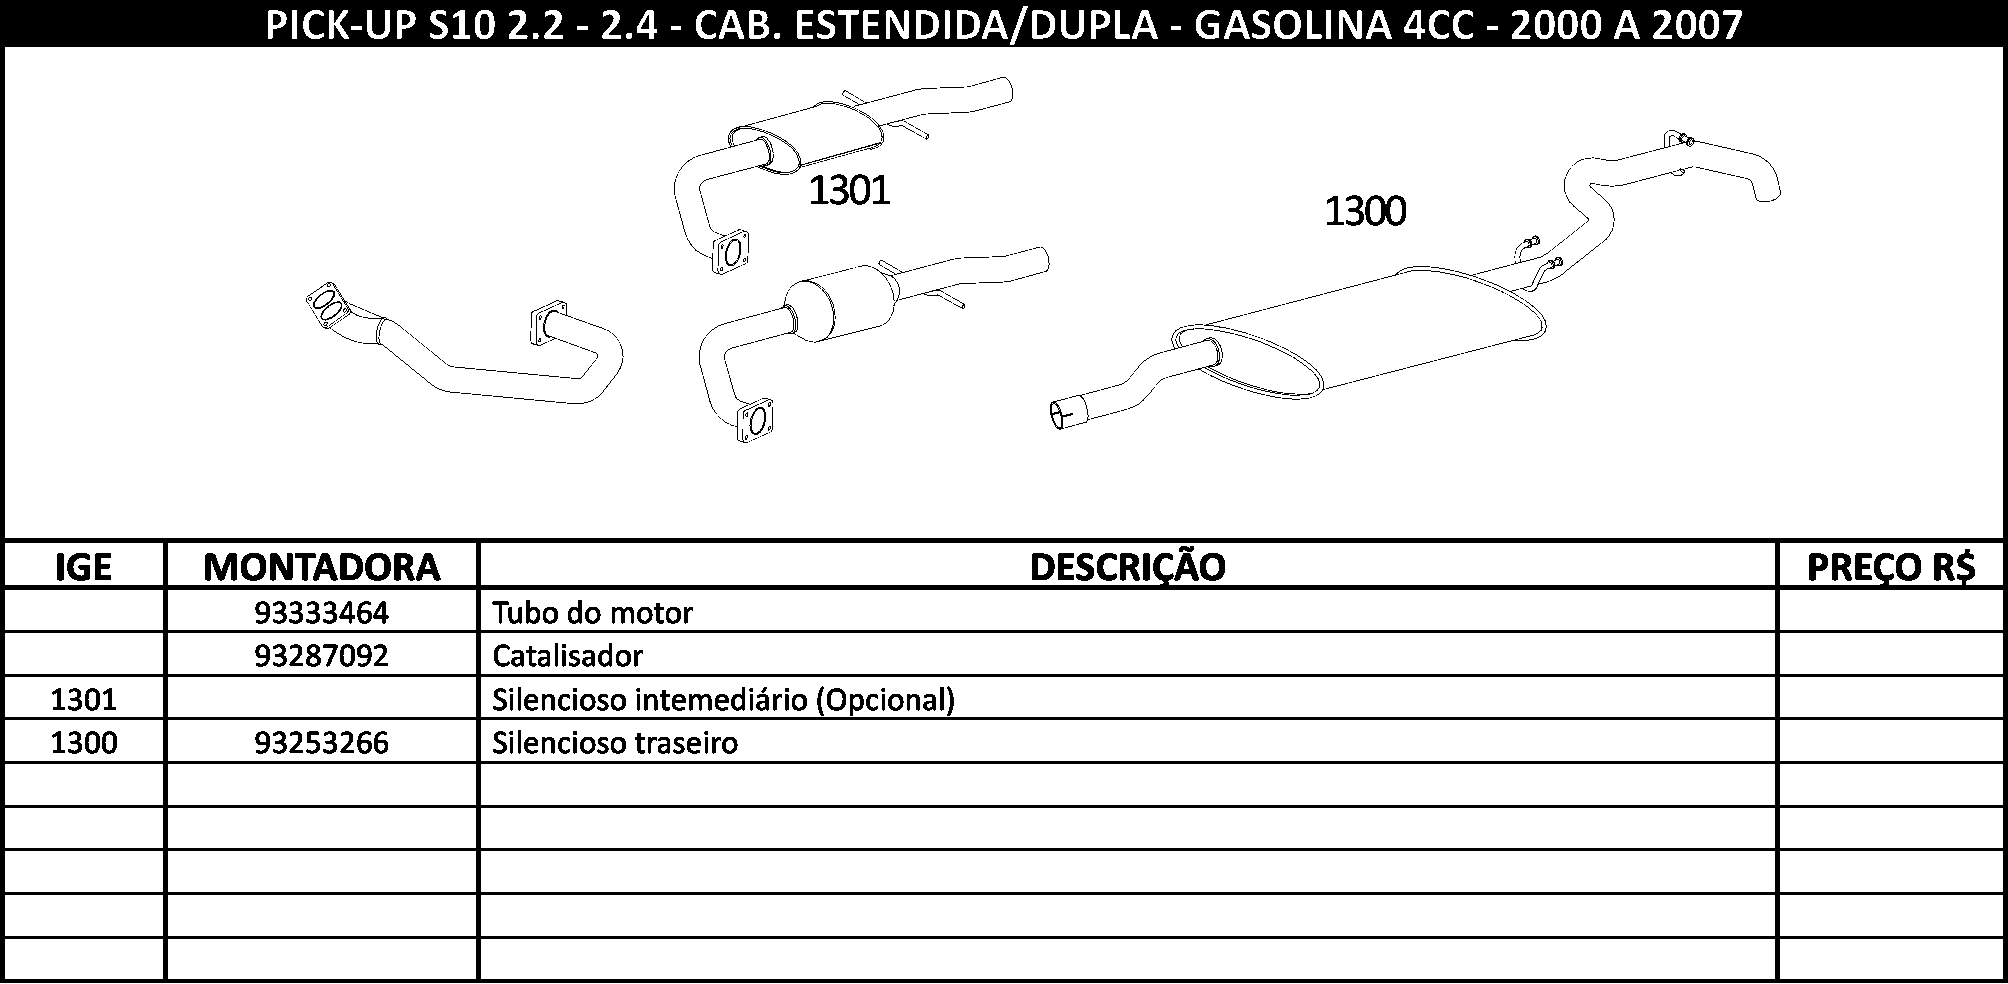 PICK-UP S10 2.2 - 2.4 - CAB. ESTENDIDA/DUPLA - GASOLINA 4CC - 2000 A 2007
1301
1300
IGE MONTADORA DESCRIÇÃO PREÇO R$
93333464 Tubo do motor
93287092 Catalisador
1301 Silencioso intemediário (Opcional)
1300 93253266 Silencioso traseiro